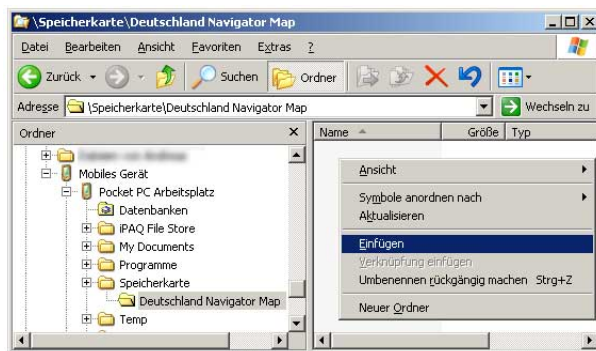 \Speicherkarte\Deutschland Navigator Map
Datei Bearbeiten Ansicht Favoriten Extras ?
Zurück Suchen Ordner
Adresse \Speicherkarte\Deutschland Navigator Map Wechseln zu
Ordner x Name Größe Typ
Mobiles Gerät
Pocket PC Arbeitsplatz
Datenbanken
iPAQ File Store
My Documents
Programme
Speicherkarte
Deutschland Navigator Map
Temp
Ansicht
Symbole anordnen nach
Aktualisieren
Einfügen
Verknüpfung einfügen
Umbenennen rückgängig machen Strg+Z
Neuer Ordner